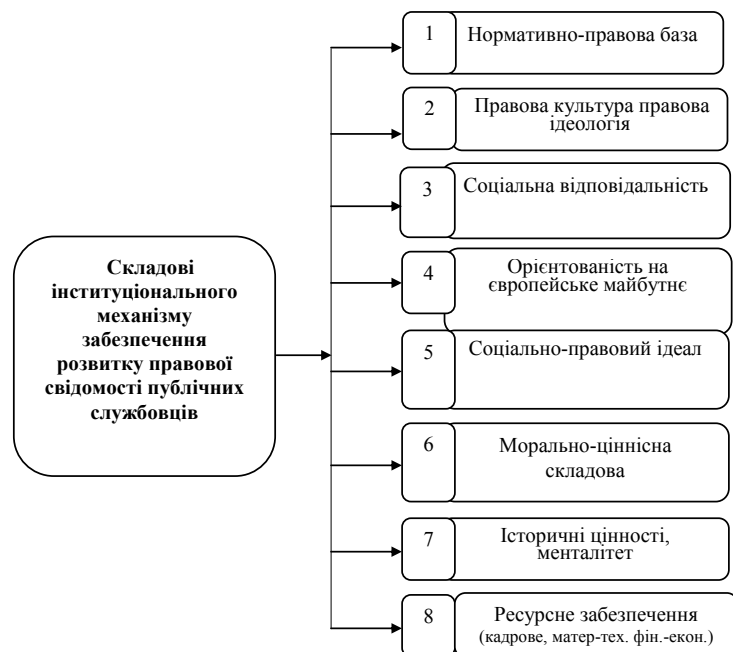 Складові
інституціонального
механізму
забезпечення
розвитку правової
свідомості публічних
службовців
1
Нормативно-правова база
2
Правова культура правова
ідеологія
3
Соціальна відповідальність
4
Орієнтованість на
європейське майбутнє
5
Соціально-правовий ідеал
6
Морально-ціннісна
складова
7
Історичні цінності,
менталітет
8
Ресурсне забезпечення
(кадрове, матер-тех. фін.-екон.)